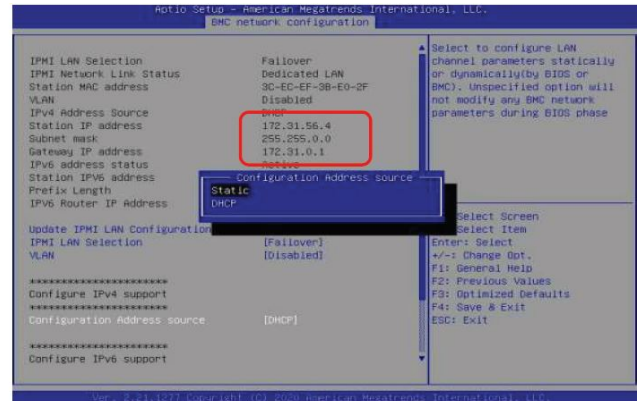 Aptio Setup - American Megatrends International, LLC.
BMC network configuration
IPMI LAN Selection Failover
IPMI Network Link Status Dedicated LAN
Station MAC address 3C-EC-EF-3B-E0-2F
VLAN Disabled
IPv4 Address Source DHCP
Station IP address 172.31.56.4
Subnet mask 255.255.0.0
Gateway IP address 172.31.0.1
IPv6 address status Active
Station IPV6 address
Prefix Length
IPV6 Router IP Address
Configuration Address source
Static
DHCP
Update IPMI LAN Configuration
IPMI LAN Selection [Failover]
VLAN [Disabled]
***********************
Configure IPv4 support
***********************
Configuration Address source [DHCP]
***********************
Configure IPV6 support
Select to configure LAN
channel parameters statically
or dynamically(by BIOS or
BMC). Unspecified option will
not modify any BMC network
parameters during BIOS phase
Select Screen
Select Item
Enter: Select
+/-: Change Opt.
F1: General Help
F2: Previous Values
F3: Optimized Defaults
F4: Save & Exit
ESC: Exit
Ver. 2.21.1277 Copyright (C) 2020 American Megatrends International, LLC.